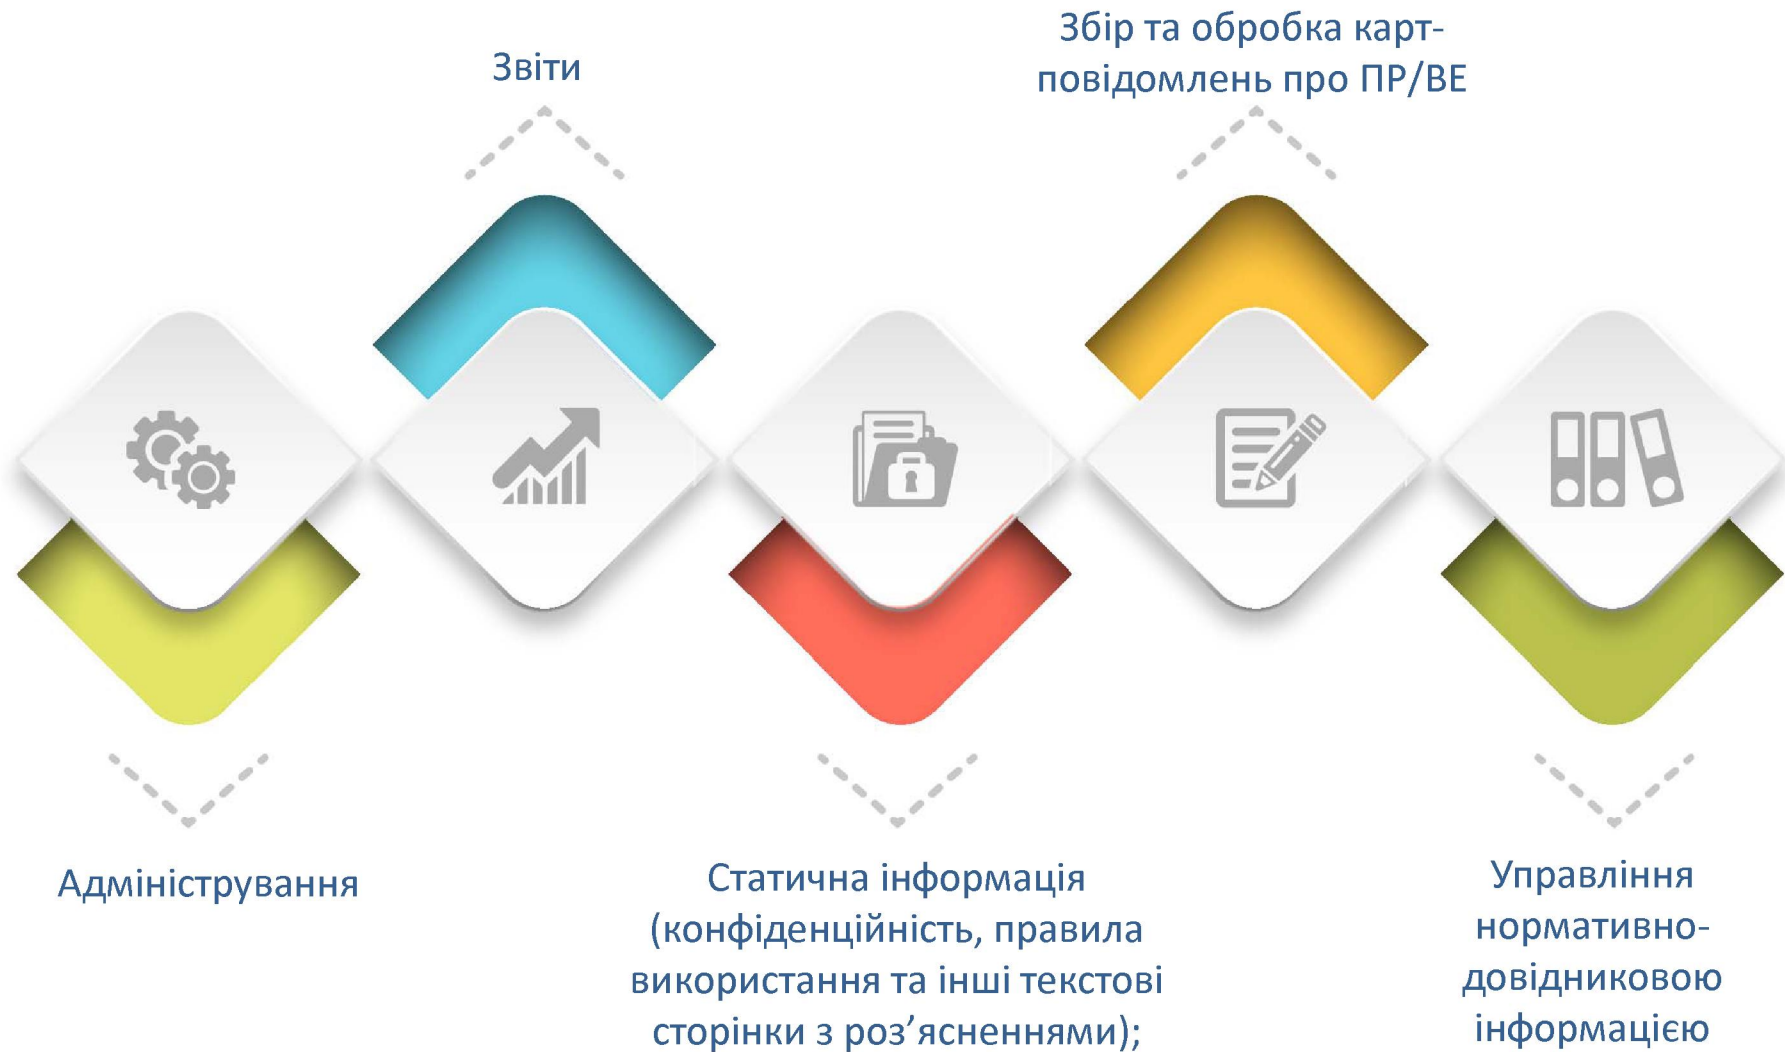 Звіти
Збір та обробка карт-
повідомлень про ПР/ВЕ
Адміністрування
Статична інформація
(конфіденційність, правила
використання та інші текстові
сторінки з роз’ясненнями);
Управління
нормативно-
довідниковою
інформацією